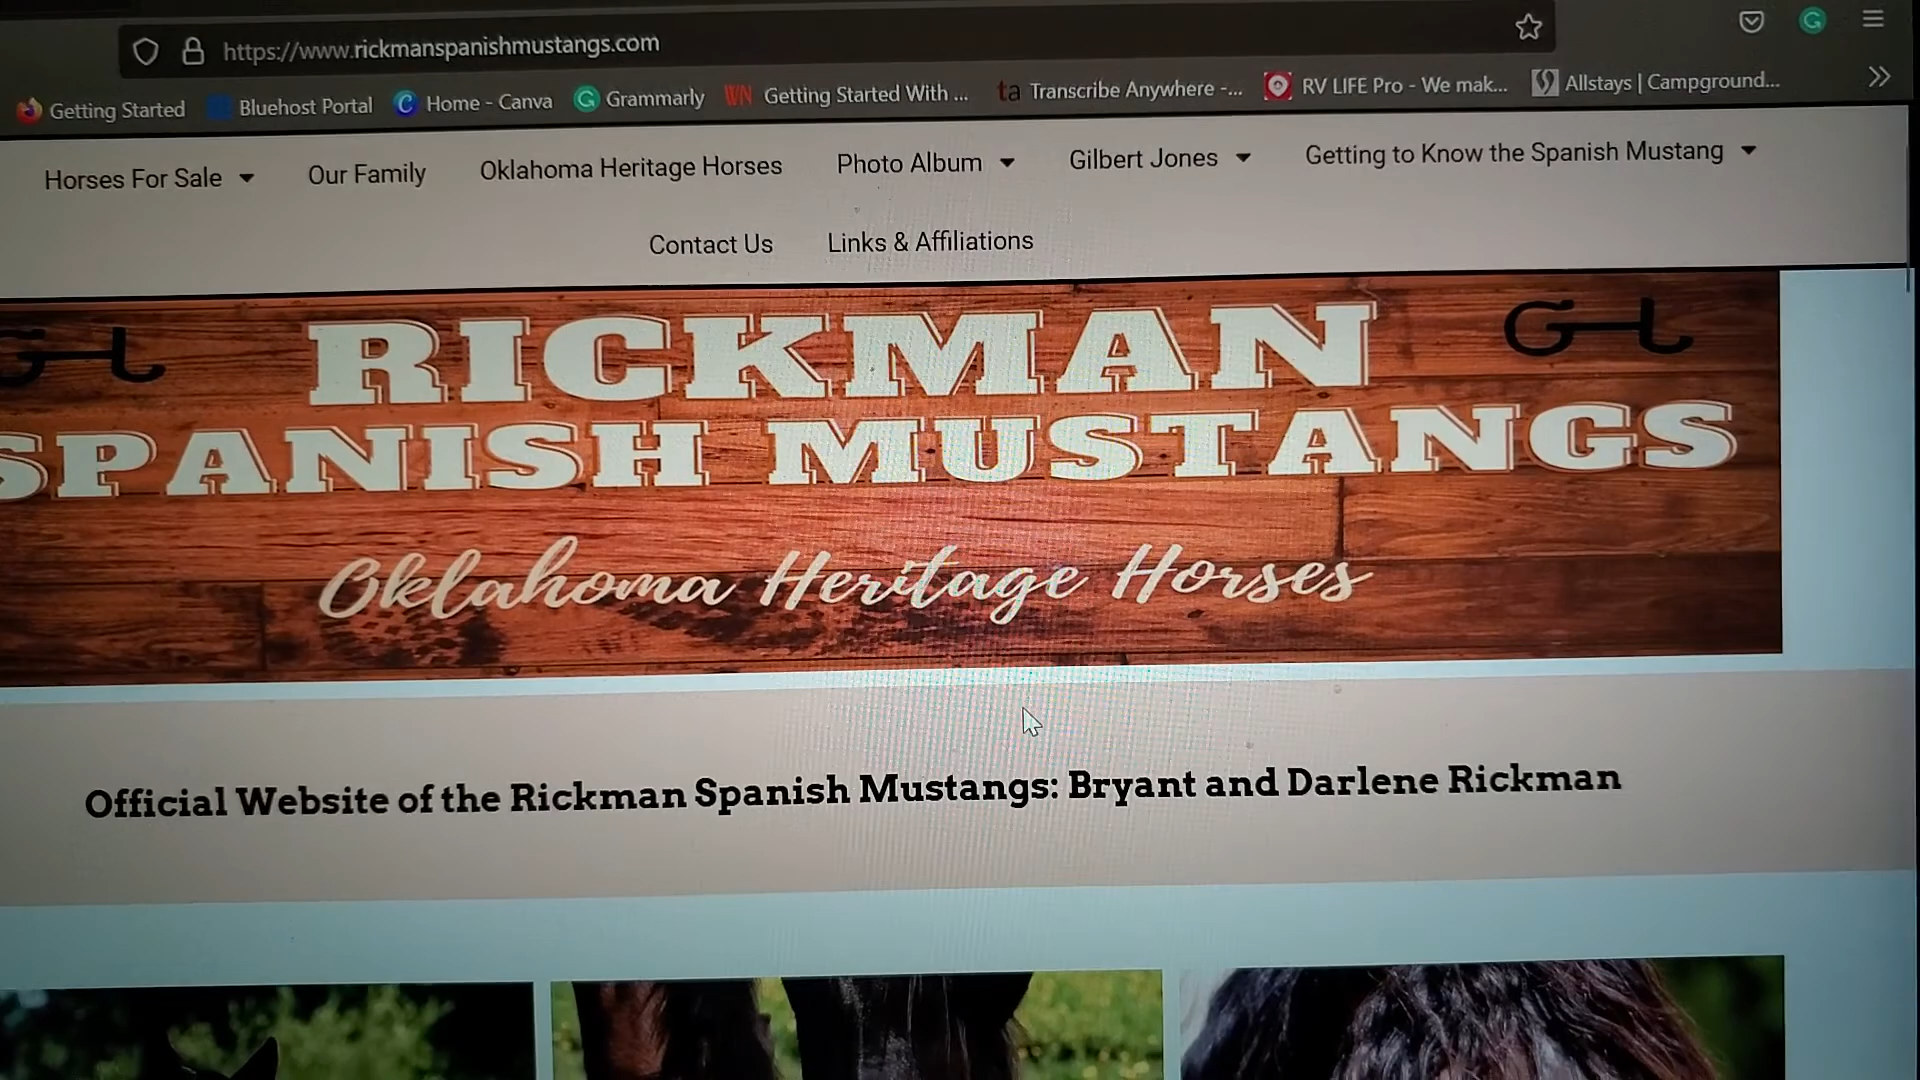 https://www.rickmanspanishmustangs.com
Getting Started Bluehost Portal Home - Canva Grammarly Getting Started With ... Transcribe Anywhere -... RV LIFE Pro - We mak... Allstays | Campground...
Horses For Sale Our Family Oklahoma Heritage Horses Photo Album Gilbert Jones Getting to Know the Spanish Mustang
Contact Us Links & Affiliations
RICKMAN
SPANISH MUSTANGS
Oklahoma Heritage Horses
Official Website of the Rickman Spanish Mustangs: Bryant and Darlene Rickman